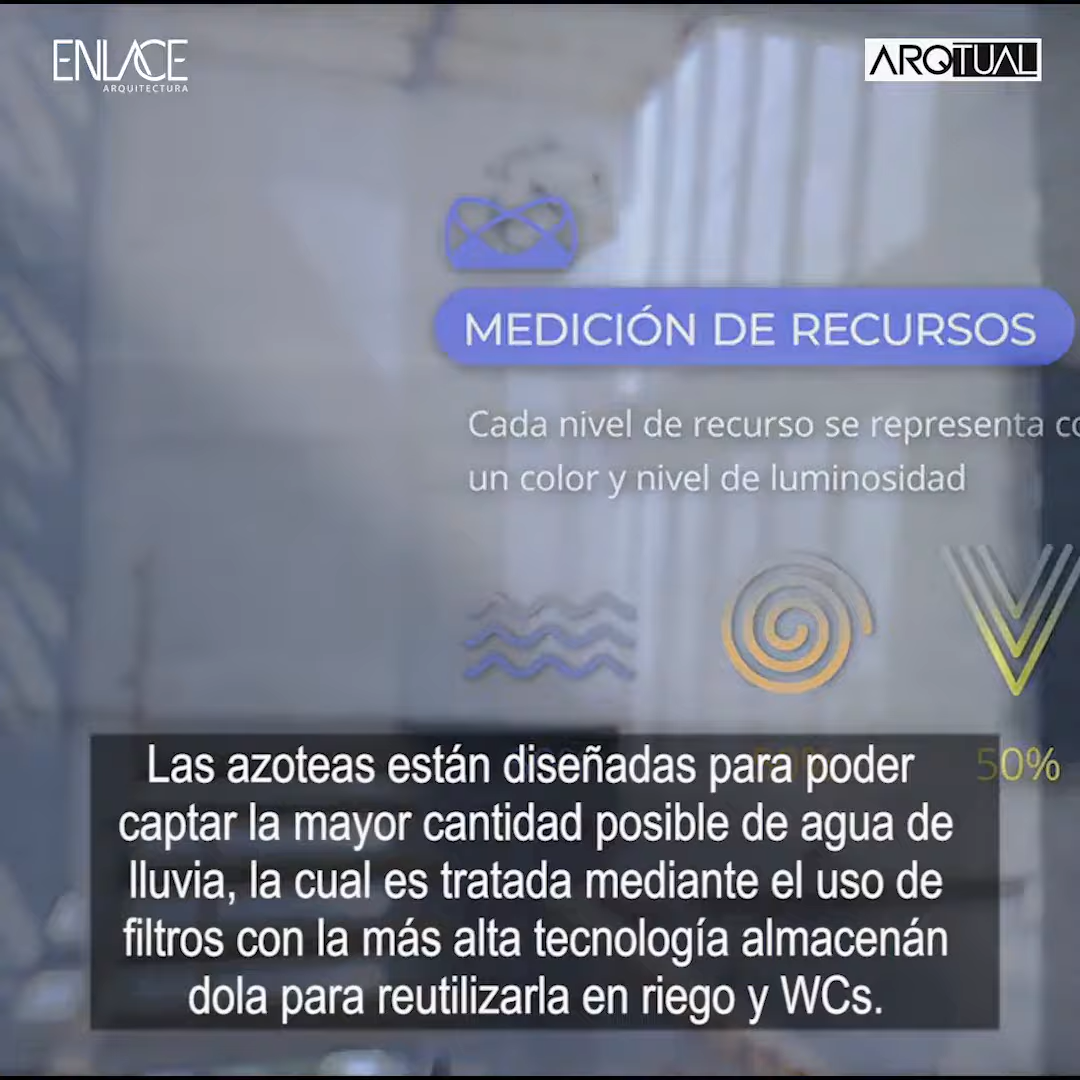 ENLACE
ARQUITECTURA
ARQTUAL
MEDICIÓN DE RECURSOS
Cada nivel de recurso se representa co
un color y nivel de luminosidad
50%
Las azoteas están diseñadas para poder
captar la mayor cantidad posible de agua de
lluvia, la cual es tratada mediante el uso de
filtros con la más alta tecnología almacenán
dola para reutilizarla en riego y WCs.